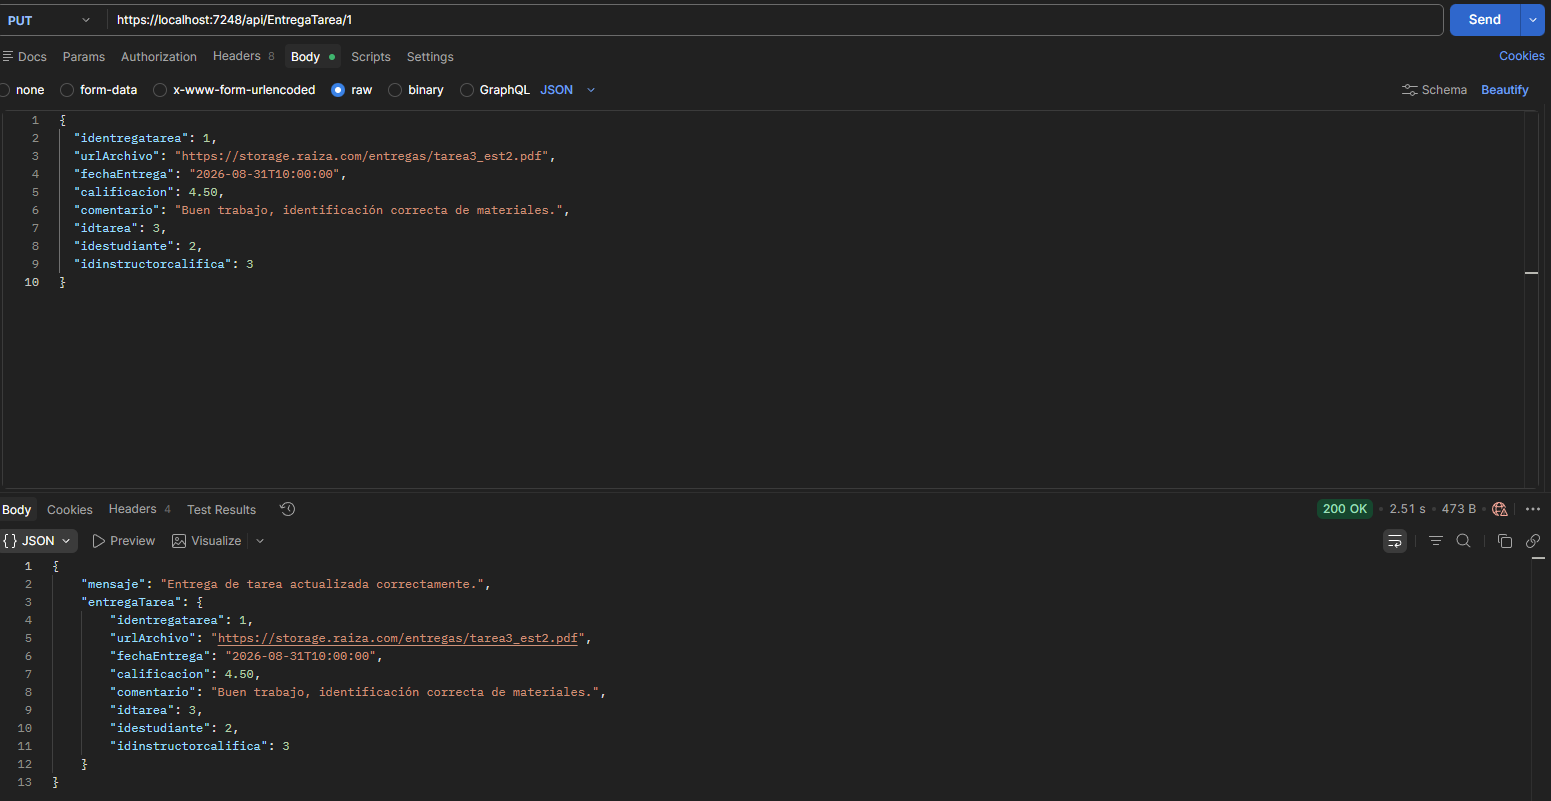 PUT https://localhost:7248/api/EntregaTarea/1 Send
Docs Params Authorization Headers 8 Body Scripts Settings Cookies
none form-data x-www-form-urlencoded raw binary GraphQL JSON Schema Beautify
1 {
2 "identregatarea": 1,
3 "urlArchivo": "https://storage.raiza.com/entregas/tarea3_est2.pdf",
4 "fechaEntrega": "2026-08-31T10:00:00",
5 "calificacion": 4.50,
6 "comentario": "Buen trabajo, identificación correcta de materiales.",
7 "idtarea": 3,
8 "idestudiante": 2,
9 "idinstructorcalifica": 3
10 }
Body Cookies Headers 4 Test Results 200 OK • 2.51 s • 473 B •
{} JSON Preview Visualize
1 {
2 "mensaje": "Entrega de tarea actualizada correctamente.",
3 "entregaTarea": {
4 "identregatarea": 1,
5 "urlArchivo": "https://storage.raiza.com/entregas/tarea3_est2.pdf",
6 "fechaEntrega": "2026-08-31T10:00:00",
7 "calificacion": 4.50,
8 "comentario": "Buen trabajo, identificación correcta de materiales.",
9 "idtarea": 3,
10 "idestudiante": 2,
11 "idinstructorcalifica": 3
12 }
13 }